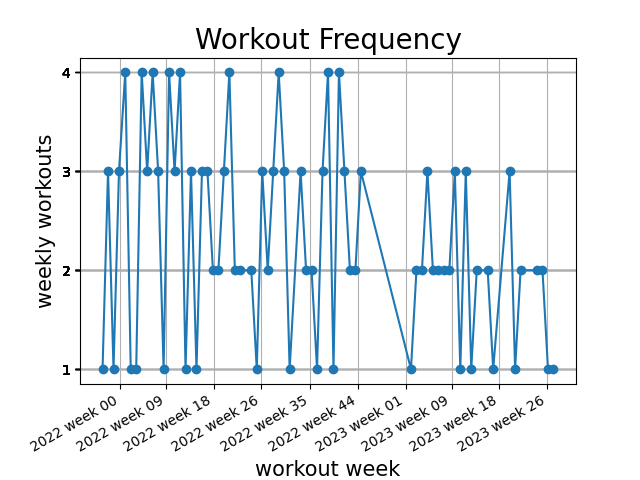 Workout Frequency
weekly workouts
4
3
2
1
2022 week 00
2022 week 09
2022 week 18
2022 week 26
2022 week 35
2022 week 44
2023 week 01
2023 week 09
2023 week 18
2023 week 26
workout week